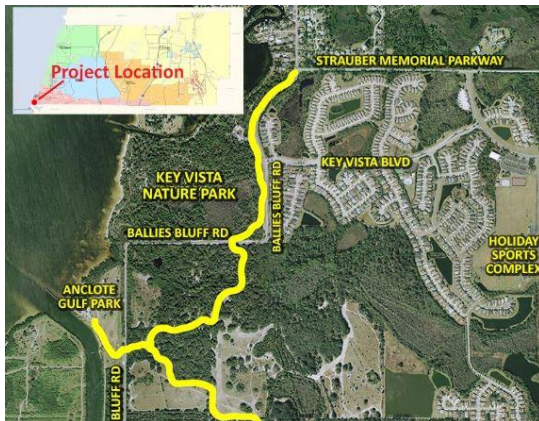 Project Location
STRAUBER MEMORIAL PARKWAY
KEY VISTA
NATURE PARK
KEY VISTA BLVD
BALLIES BLUFF RD
BALLIES BLUFF RD
HOLIDAY
SPORTS
COMPLEX
ANCLOTE
GULF PARK
BLUFF RD